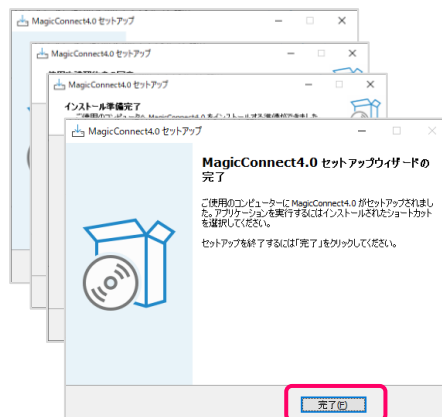 MagicConnect4.0 セットアップ
MagicConnect4.0 セットアップ
MagicConnect4.0 セットアップ
インストール準備完了
MagicConnect4.0 セットアップ
MagicConnect4.0 セットアップウィザードの
完了
ご使用のコンピューターに MagicConnect4.0 がセットアップされまし
た。アプリケーションを実行するにはインストールされたショートカット
を選択してください。
セットアップを終了するには「完了」をクリックしてください。
完了(F)